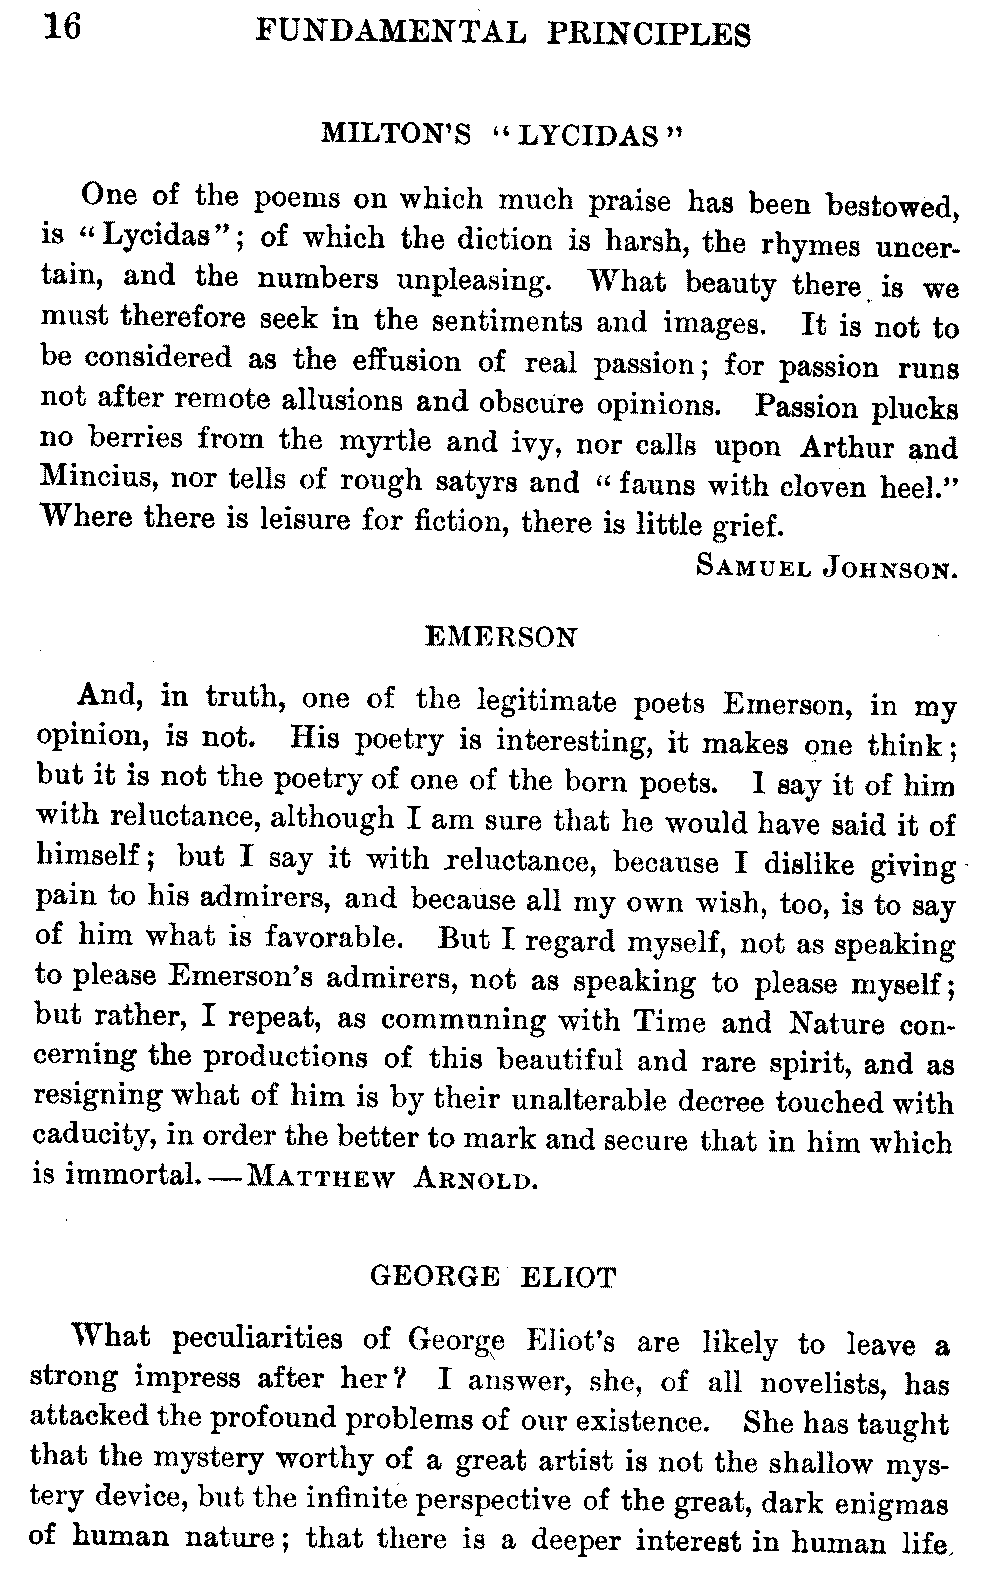 16 FUNDAMENTAL PRINCIPLES
MILTON'S "LYCIDAS"
One of the poems on which much praise has been bestowed,
is "Lycidas"; of which the diction is harsh, the rhymes uncer-
tain, and the numbers unpleasing. What beauty there is we
must therefore seek in the sentiments and images. It is not to
be considered as the effusion of real passion; for passion runs
not after remote allusions and obscure opinions. Passion plucks
no berries from the myrtle and ivy, nor calls upon Arthur and
Mincius, nor tells of rough satyrs and "fauns with cloven heel."
Where there is leisure for fiction, there is little grief.
SAMUEL JOHNSON.
EMERSON
And, in truth, one of the legitimate poets Emerson, in my
opinion, is not. His poetry is interesting, it makes one think;
but it is not the poetry of one of the born poets. I say it of him
with reluctance, although I am sure that he would have said it of
himself; but I say it with reluctance, because I dislike giving
pain to his admirers, and because all my own wish, too, is to say
of him what is favorable. But I regard myself, not as speaking
to please Emerson's admirers, not as speaking to please myself;
but rather, I repeat, as communing with Time and Nature con-
cerning the productions of this beautiful and rare spirit, and as
resigning what of him is by their unalterable decree touched with
caducity, in order the better to mark and secure that in him which
is immortal.—MATTHEW ARNOLD.
GEORGE ELIOT
What peculiarities of George Eliot's are likely to leave a
strong impress after her? I answer, she, of all novelists, has
attacked the profound problems of our existence. She has taught
that the mystery worthy of a great artist is not the shallow mys-
tery device, but the infinite perspective of the great, dark enigmas
of human nature; that there is a deeper interest in human life